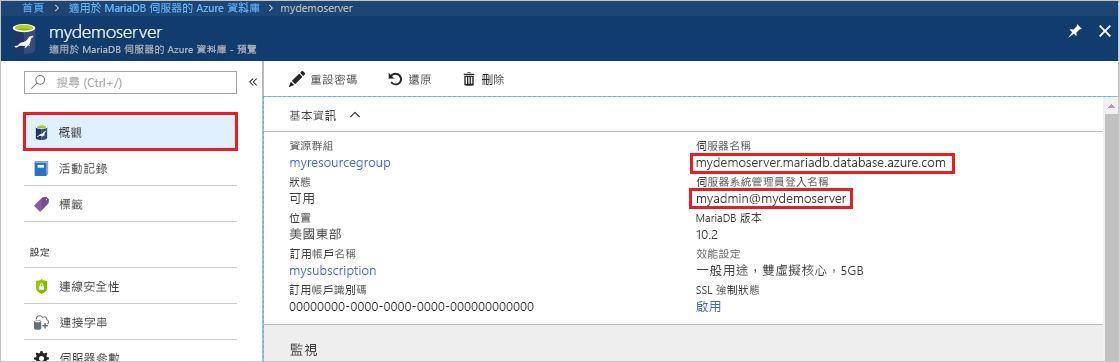 首頁 > 適用於 MariaDB 伺服器的 Azure 資料庫 > mydemoserver
mydemoserver
適用於 MariaDB 伺服器的 Azure 資料庫 - 預覽
搜尋 (Ctrl+/)
概觀
活動記錄
標籤
設定
連線安全性
連接字串
伺服器參數
重設密碼
還原
刪除
基本資訊
資源群組
myresourcegroup
狀態
可用
位置
美國東部
訂用帳戶名稱
mysubscription
訂用帳戶識別碼
00000000-0000-0000-0000-000000000000
伺服器名稱
mydemoserver.mariadb.database.azure.com
伺服器系統管理員登入名稱
myadmin@mydemoserver
MariaDB 版本
10.2
效能設定
一般用途，雙虛擬核心，5GB
SSL 強制狀態
啟用
監視